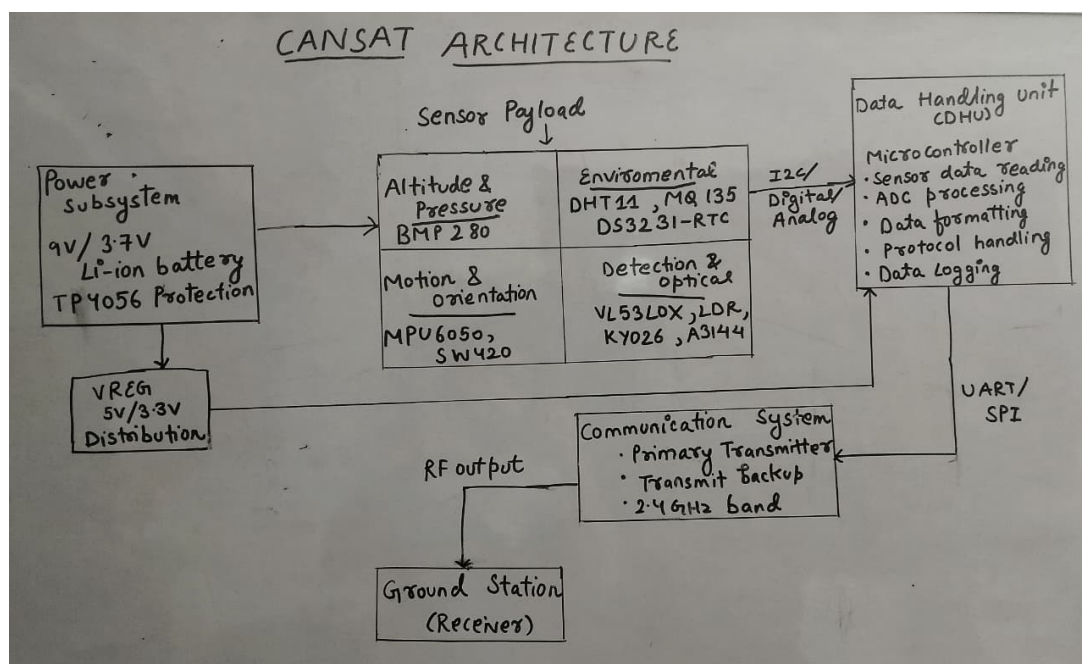 CANSAT ARCHITECTURE
Sensor Payload
Power
Subsystem
9V/3.7V
Li-ion battery
TP4056 Protection
VREG
5V/3.3V
Distribution
Altitude &
Pressure
BMP280
Enviromental
DHT11, MQ135
DS3231-RTC
Motion &
orientation
MPU6050,
SW420
Detection &
optical
VL53LOX, LDR,
KY026, A3144
I2C/
Digital/
Analog
Data Handling Unit
(DHU)
Microcontroller
• Sensor data reading
• ADC processing
• Data formatting
• Protocol handling
• Data Logging
UART/
SPI
Communication System
• Primary Transmitter
• Transmit Backup
• 2.4GHz band
RF output
Ground Station
(Receiver)